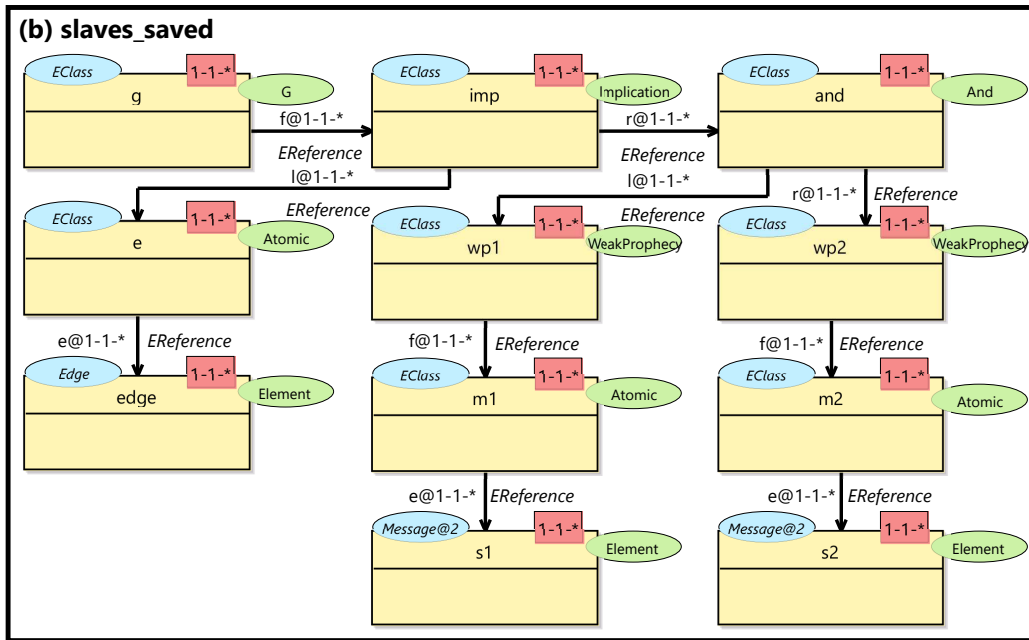 (b) slaves_saved
EClass 1-1-* EClass 1-1-* EClass 1-1-*
g G imp Implication and And
f@1-1-* r@1-1-*
EReference EReference
l@1-1-* l@1-1-* r@1-1-* EReference
EReference EReference
EClass 1-1-* EClass 1-1-* EClass 1-1-*
e Atomic wp1 WeakProphecy wp2 WeakProphecy
e@1-1-* EReference f@1-1-* EReference f@1-1-* EReference
Edge 1-1-* EClass 1-1-* EClass 1-1-*
edge Element m1 Atomic m2 Atomic
e@1-1-* EReference e@1-1-* EReference
Message@2 1-1-* Message@2 1-1-*
s1 Element s2 Element